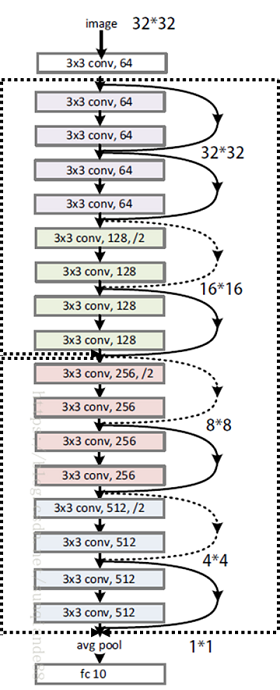 image 32*32
3x3 conv, 64
3x3 conv, 64
3x3 conv, 64
32*32
3x3 conv, 64
3x3 conv, 64
3x3 conv, 128, /2
3x3 conv, 128
16*16
3x3 conv, 128
3x3 conv, 128
3x3 conv, 256, /2
3x3 conv, 256
8*8
3x3 conv, 256
3x3 conv, 256
3x3 conv, 512, /2
3x3 conv, 512
4*4
3x3 conv, 512
3x3 conv, 512
avg pool 1*1
fc 10